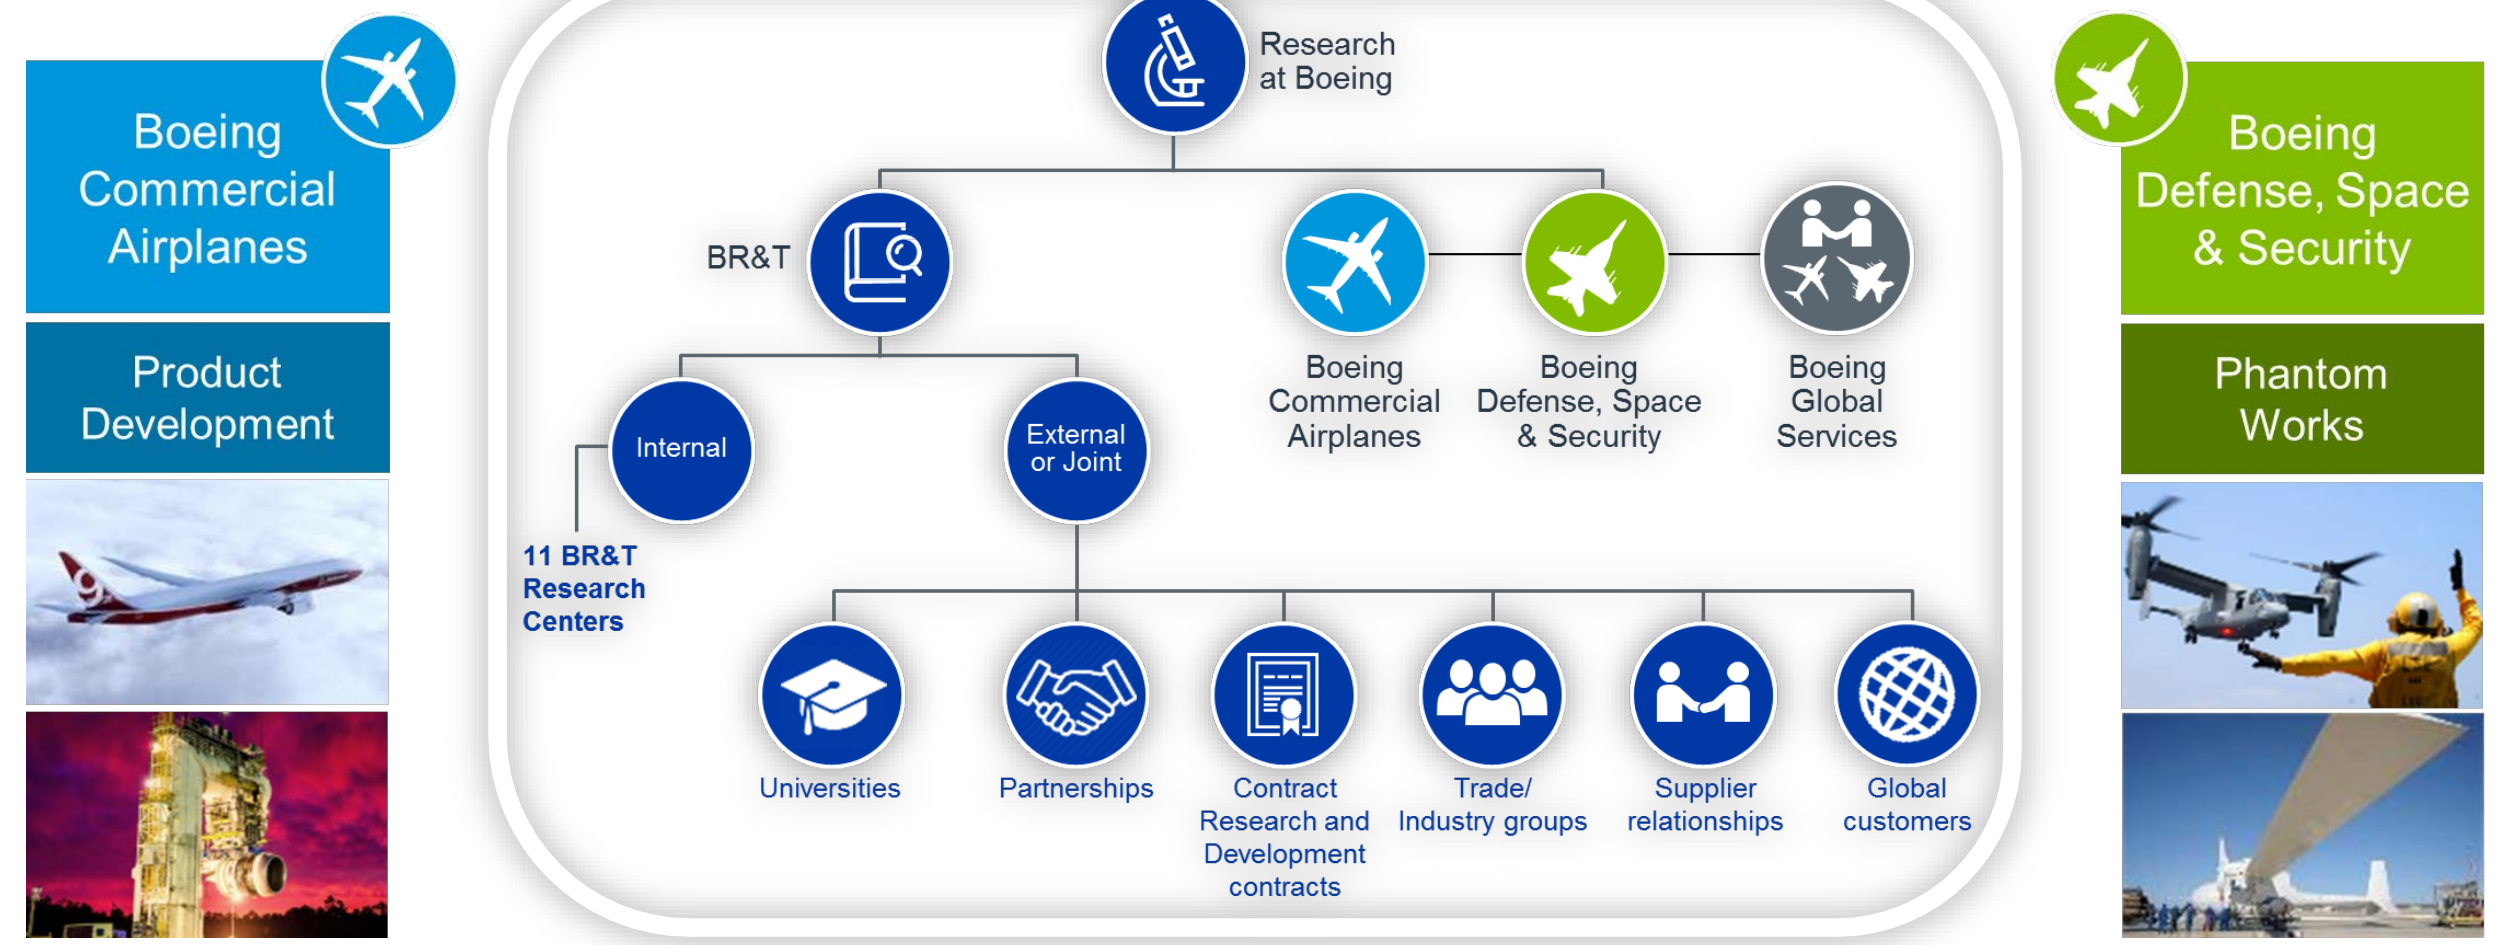 Boeing
Commercial
Airplanes
Product
Development
Research
at Boeing
BR&T
Boeing
Commercial
Airplanes
Boeing
Defense, Space
& Security
Boeing
Global
Services
Internal
External
or Joint
11 BR&T
Research
Centers
Universities
Partnerships
Contract
Research and
Development
contracts
Trade/
Industry groups
Supplier
relationships
Global
customers
Boeing
Defense, Space
& Security
Phantom
Works
9